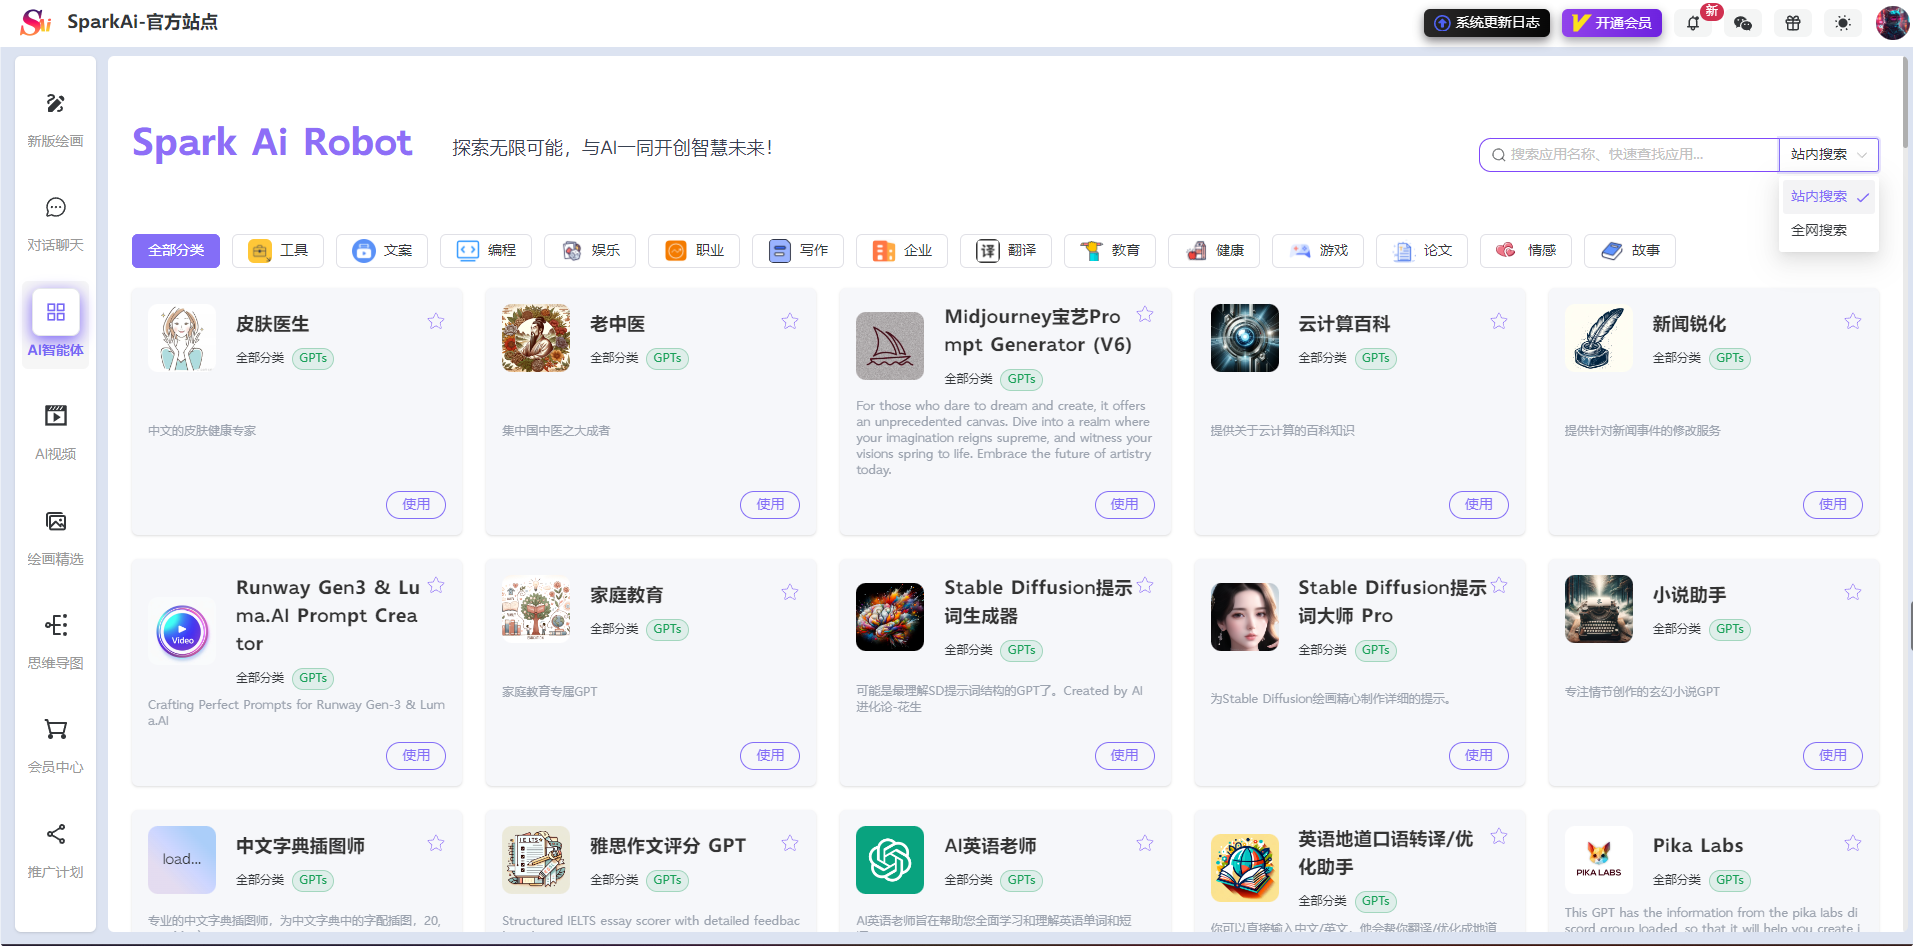 SparkAi-官方站点
系统更新日志
开通会员
新
新版绘画
对话聊天
AI智能体
AI视频
绘画精选
思维导图
会员中心
推广计划
Spark Ai Robot
探索无限可能，与AI一同开创智慧未来！
搜索应用名称、快速查找应用...
站内搜索
站内搜索
全网搜索
全部分类
工具
文案
编程
娱乐
职业
写作
企业
译
翻译
教育
健康
游戏
论文
情感
故事
皮肤医生
全部分类 GPTs
中文的皮肤健康专家
使用
老中医
全部分类 GPTs
集中国中医之大成者
使用
Midjourney宝艺Pro
mpt Generator (V6)
全部分类 GPTs
For those who dare to dream and create, it offers
an unprecedented canvas. Dive into a realm where
your imagination reigns supreme, and witness your
visions spring to life. Embrace the future of artistry
today.
使用
云计算百科
全部分类 GPTs
提供关于云计算的百科知识
使用
新闻锐化
全部分类 GPTs
提供针对新闻事件的修改服务
使用
Video
Runway Gen3 & Lu
ma.AI Prompt Crea
tor
全部分类 GPTs
Crafting Perfect Prompts for Runway Gen-3 & Lum
a.AI
使用
家庭教育
全部分类 GPTs
家庭教育专属GPT
使用
Stable Diffusion提示
词生成器
全部分类 GPTs
可能是最理解SD提示词结构的GPT了。Created by AI
进化论-花生
使用
Stable Diffusion提示
词大师 Pro
全部分类 GPTs
为Stable Diffusion绘画精心制作详细的提示。
使用
小说助手
全部分类 GPTs
专注情节创作的玄幻小说GPT
使用
load...
中文字典插图师
全部分类 GPTs
专业的中文字典插图师，为中文字典中的字配插图，20,
IELTS
雅思作文评分 GPT
全部分类 GPTs
Structured IELTS essay scorer with detailed feedbac
AI英语老师
全部分类 GPTs
AI英语老师旨在帮助您全面学习和理解英语单词和短
英语地道口语转译/优
化助手
全部分类 GPTs
你可以直接输入中文/英文，他会帮你翻译/优化成地道
PIKA LABS
Pika Labs
全部分类 GPTs
This GPT has the information from the pika labs di
scord group loaded, so that it will help you create i